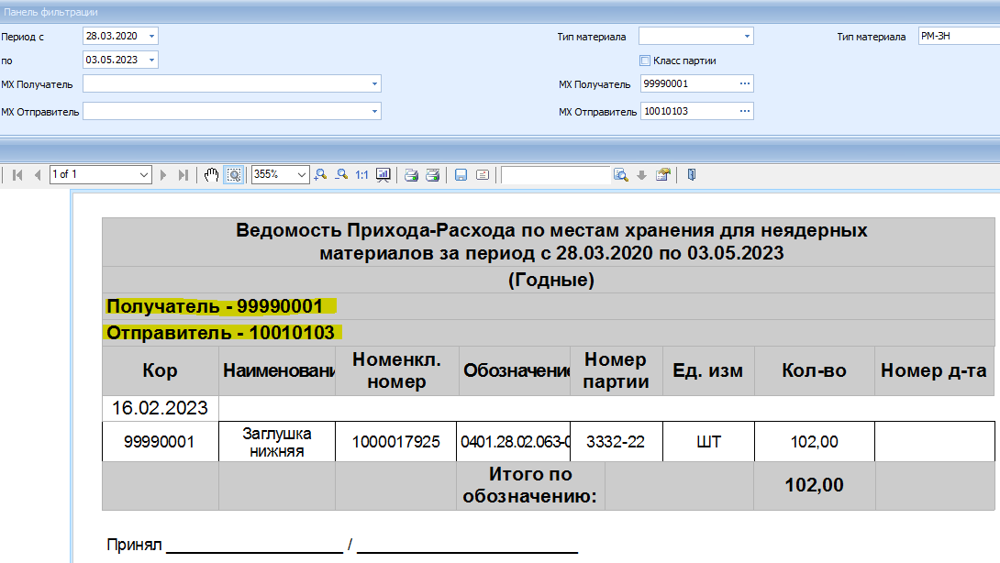 Панель фильтрации
Период с 28.03.2020 Тип материала Тип материала РМ-ЗН
по 03.05.2023 Класс партии
МХ Получатель МХ Получатель 99990001 ...
МХ Отправитель МХ Отправитель 10010103 ...
1 of 1 355% 1:1
Ведомость Прихода-Расхода по местам хранения для неядерных
материалов за период с 28.03.2020 по 03.05.2023
(Годные)
Получатель - 99990001
Отправитель - 10010103
Кор Наименовани Номенкл. номер Обозначение Номер партии Ед. изм Кол-во Номер д-та
16.02.2023
99990001 Заглушка нижняя 1000017925 0401.28.02.063-0 3332-22 ШТ 102,00
Итого по обозначению: 102,00
Принял ____________________ / _________________________